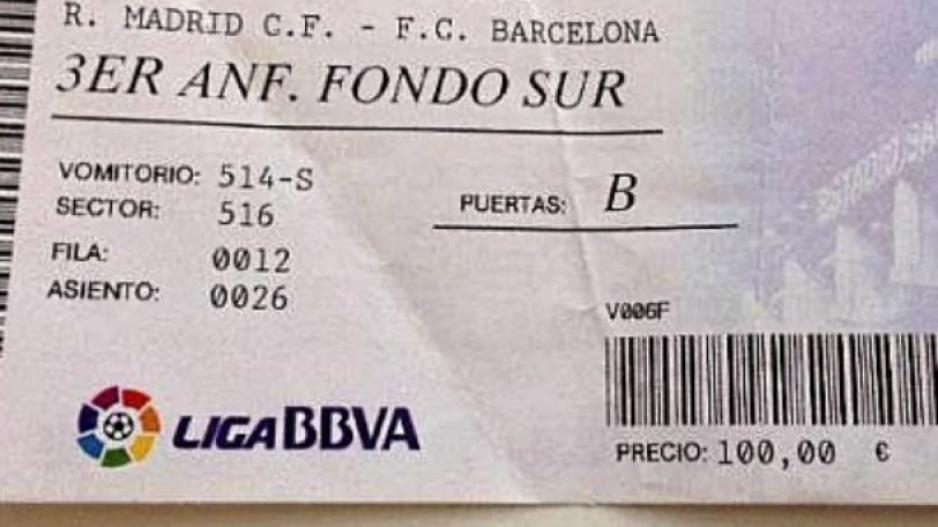 R. MADRID C.F. - F.C. BARCELONA
3ER ANF. FONDO SUR
VOMITORIO: 514-S
SECTOR: 516
PUERTAS: B
FILA: 0012
ASIENTO: 0026
V006F
LIGA BBVA
PRECIO: 100,00 €